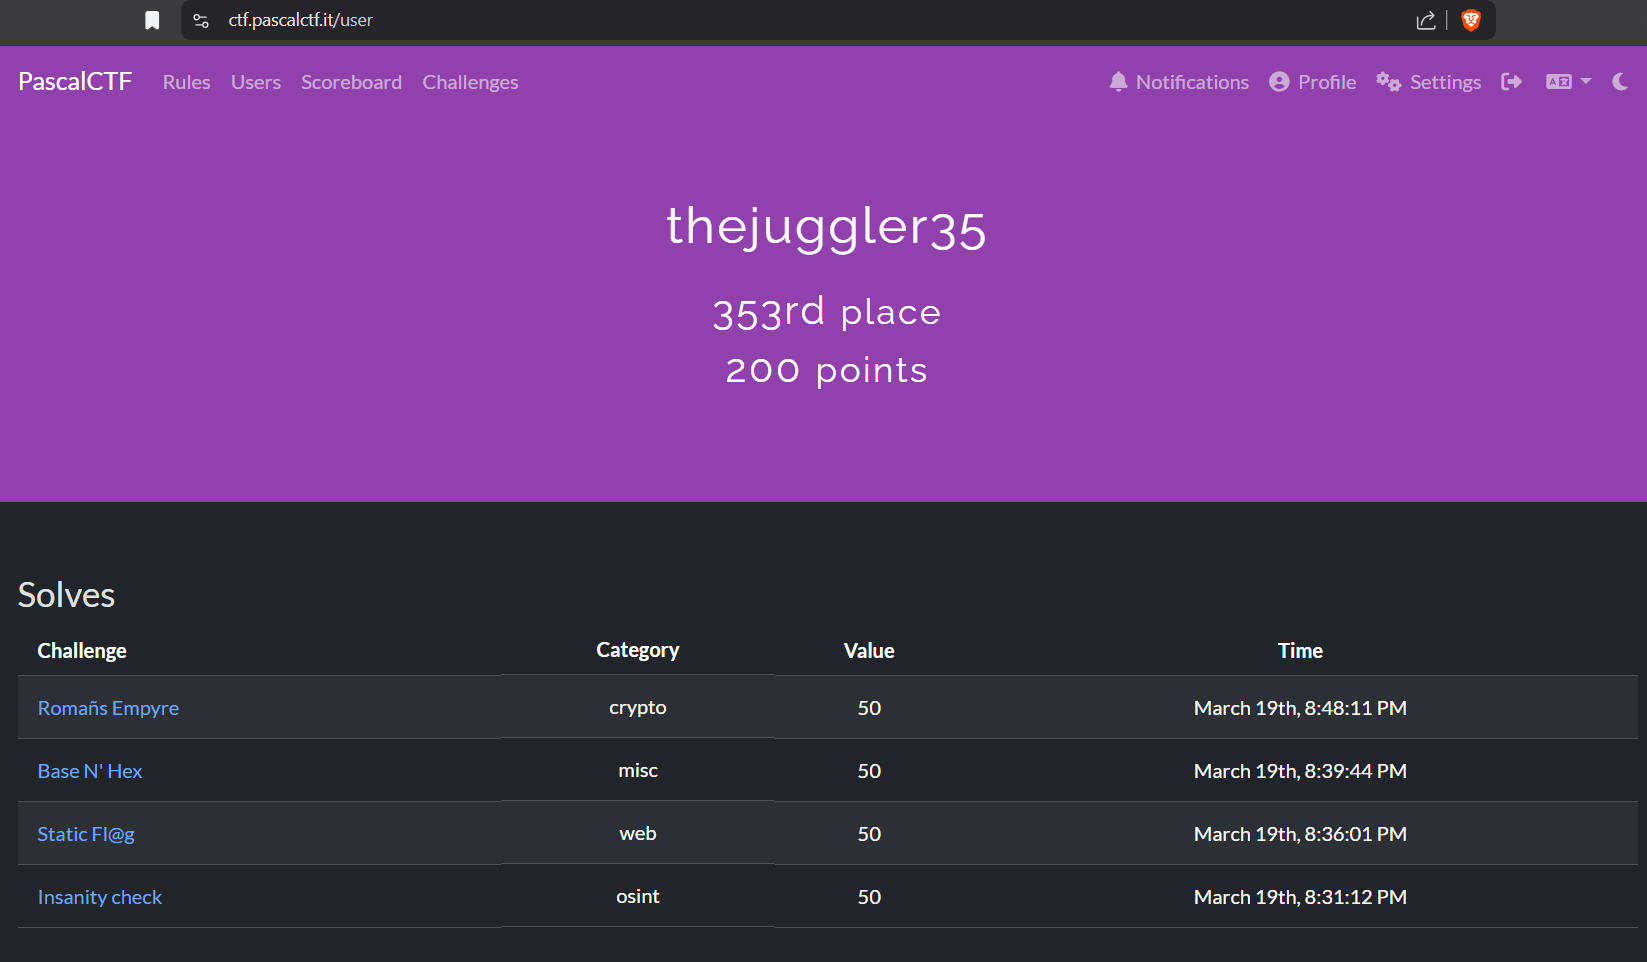 ctf.pascalctf.it/user
PascalCTF Rules Users Scoreboard Challenges Notifications Profile Settings
thejuggler35
353rd place
200 points
Solves
Challenge Category Value Time
Romañs Empyre crypto 50 March 19th, 8:48:11 PM
Base N' Hex misc 50 March 19th, 8:39:44 PM
Static Fl@g web 50 March 19th, 8:36:01 PM
Insanity check osint 50 March 19th, 8:31:12 PM